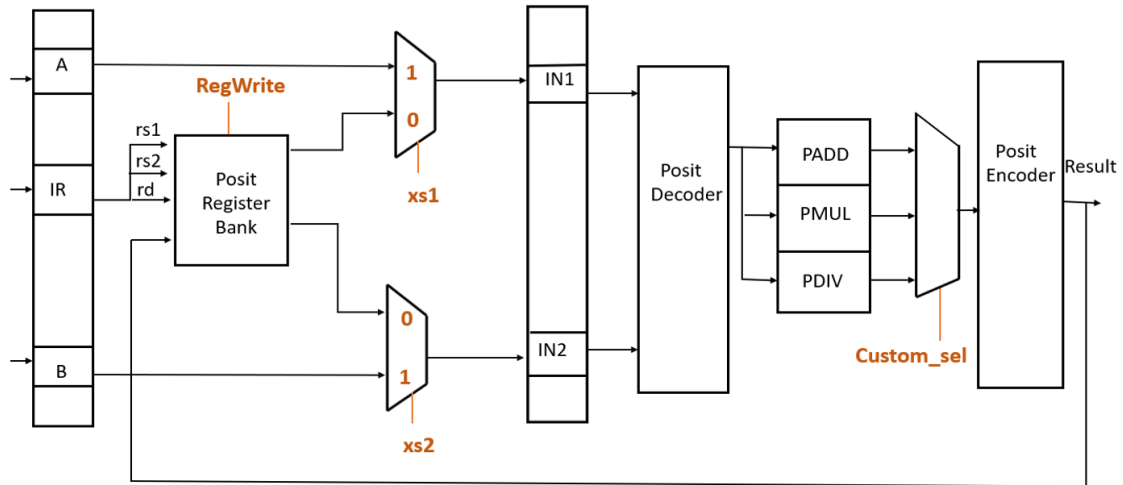 A
IR
B
rs1
rs2
rd
RegWrite
Posit
Register
Bank
1
0
xs1
0
1
xs2
IN1
IN2
Posit
Decoder
PADD
PMUL
PDIV
Custom_sel
Posit
Encoder
Result